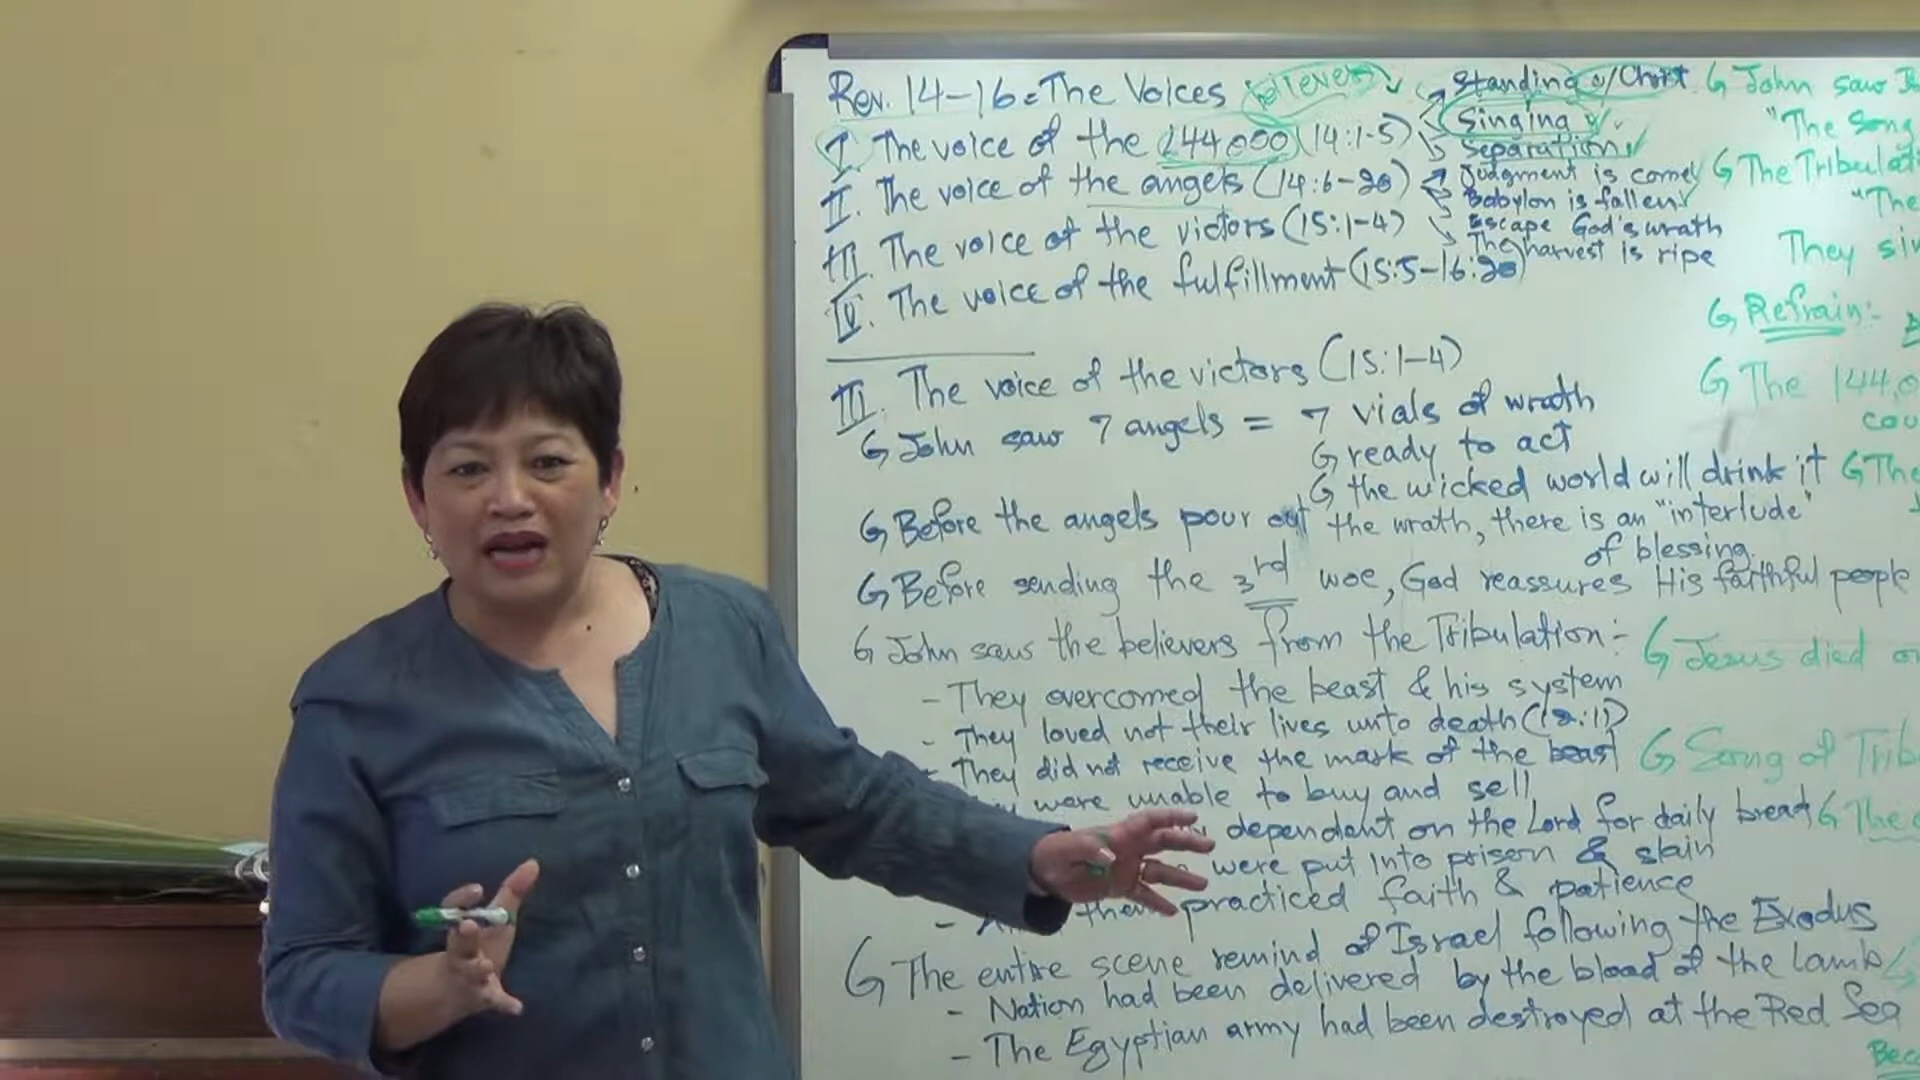 Rev. 14-16 = The Voices believers
I. The voice of the 144,000 (14:1-5)
II. The voice of the angels (14:6-20)
III. The voice of the victors (15:1-4)
IV. The voice of the fulfillment (15:5-16:20)
Standing w/Christ
Singing
Separation
Judgment is come
Babylon is fallen
Escape God's wrath
The harvest is ripe
III. The voice of the victors (15:1-4)
John saw 7 angels = 7 vials of wrath
ready to act
the wicked world will drink it
Before the angels pour out the wrath, there is an "interlude"
of blessing
Before sending the 3rd woe, God reassures His faithful people
John saw the believers from the Tribulation:-
- They overcomed the beast & his system
- They loved not their lives unto death (12:11)
- They did not receive the mark of the beast
were unable to buy and sell
dependent on the Lord for daily bread
were put into prison & slain
- them practiced faith & patience
The entire scene remind of Israel following the Exodus
- Nation had been delivered by the blood of the lamb
- The Egyptian army had been destroyed at the Red Sea
John saw
"The Song
The
"The
They
Refrain:-
The
The
Jesus died
Song of
The